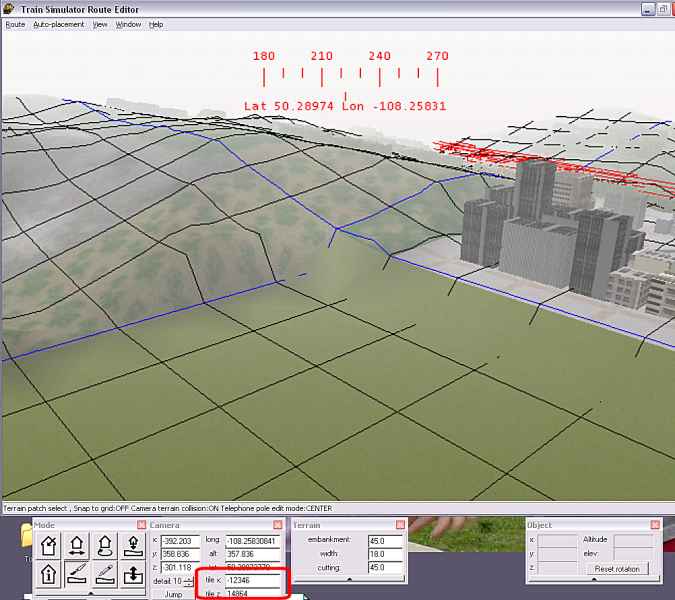 Train Simulator Route Editor
Route Auto-placement View Window Help
180 210 240 270
Lat 50.28974 Lon -108.25831
Terrain patch select , Snap to grid:OFF Camera terrain collision:ON Telephone pole edit mode:CENTER
Mode Camera Terrain Object
x: -392.203 long: -108.25830841 embankment: 45.0 x: Altitude
y: 358.836 alt: 357.836 width: 18.0 y: elev:
z: -301.118 cutting: 45.0 z: Reset rotation
detail: 10 tile x: -12346
Jump tile z: 14864